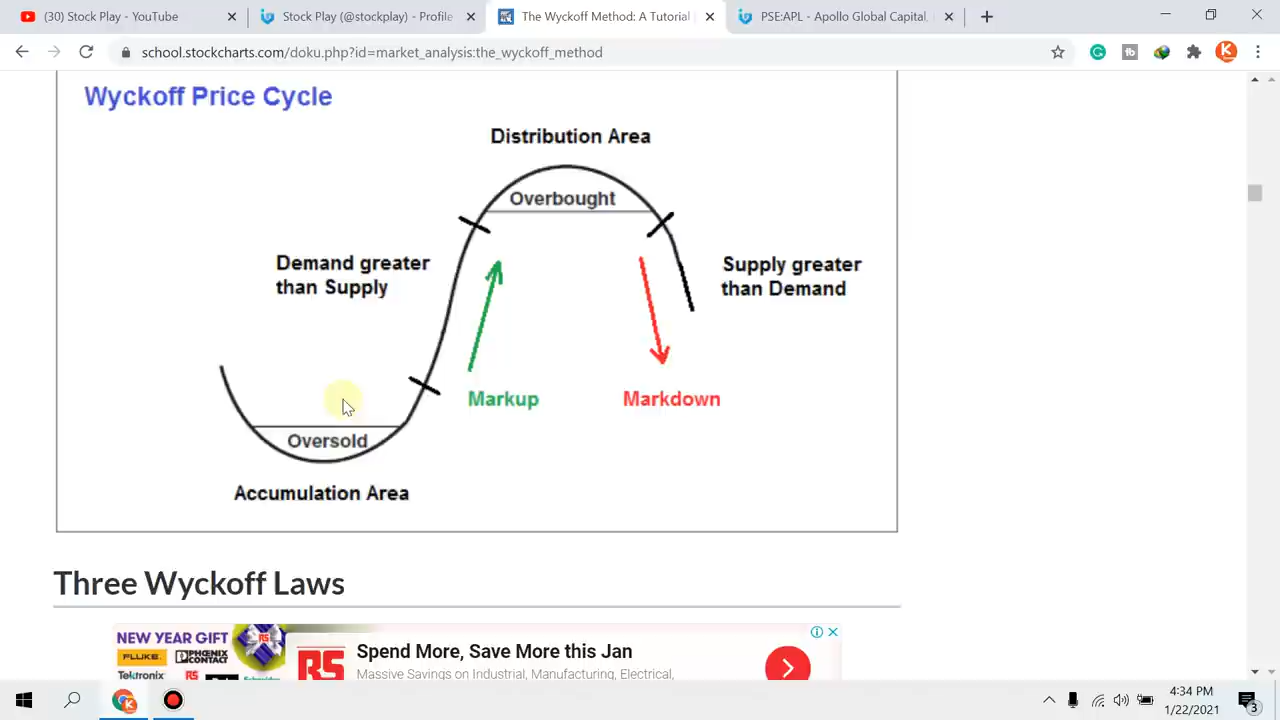 (30) Stock Play - YouTube
Stock Play (@stockplay) - Profile
The Wyckoff Method: A Tutorial
PSE:APL - Apollo Global Capital,
school.stockcharts.com/doku.php?id=market_analysis:the_wyckoff_method
Wyckoff Price Cycle
Distribution Area
Overbought
Demand greater
than Supply
Supply greater
than Demand
Markup
Markdown
Oversold
Accumulation Area
Three Wyckoff Laws
NEW YEAR GIFT
FLUKE.
PHŒNIX
CONTACT
Tektronix
RS
Spend More, Save More this Jan
Massive Savings on Industrial, Manufacturing, Electrical,
4:34 PM
1/22/2021
3